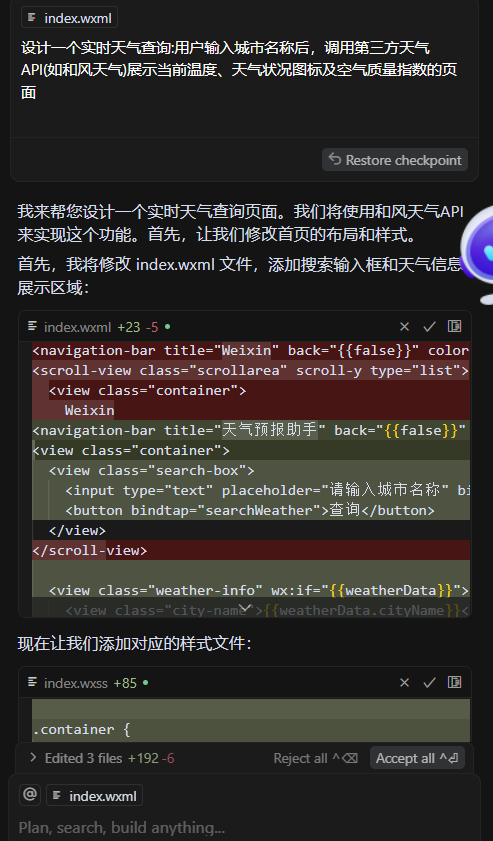 index.wxml
设计一个实时天气查询:用户输入城市名称后，调用第三方天气
API(如和风天气)展示当前温度、天气状况图标及空气质量指数的页
面
Restore checkpoint
我来帮您设计一个实时天气查询页面。我们将使用和风天气API
来实现这个功能。首先，让我们修改首页的布局和样式。
首先，我将修改 index.wxml 文件，添加搜索输入框和天气信息
展示区域：
index.wxml +23 -5
<navigation-bar title="Weixin" back="{{false}}" color
<scroll-view class="scrollarea" scroll-y type="list">
<view class="container">
Weixin
<navigation-bar title="天气预报助手" back="{{false}}"
<view class="container">
<view class="search-box">
<input type="text" placeholder="请输入城市名称" bi
<button bindtap="searchWeather">查询</button>
</view>
</scroll-view>
<view class="weather-info" wx:if="{{weatherData}}">
<view class="city-name">{{weatherData.cityName}}<
现在让我们添加对应的样式文件：
index.wxss +85
.container {
Edited 3 files +192 -6 Reject all ^⌫ Accept all ^⏎
@ index.wxml
Plan, search, build anything...